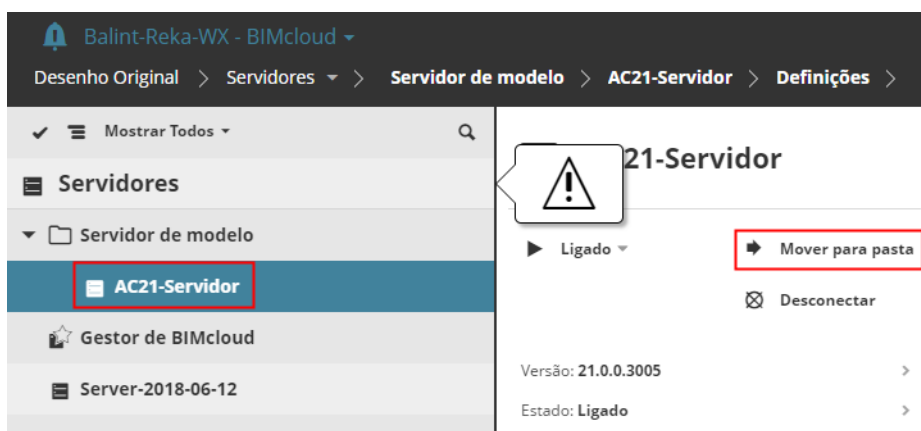 Balint-Reka-WX - BIMcloud
Desenho Original > Servidores > Servidor de modelo > AC21-Servidor > Definições >
Mostrar Todos
Servidores
Servidor de modelo
AC21-Servidor
Gestor de BIMcloud
Server-2018-06-12
21-Servidor
Ligado
Mover para pasta
Desconectar
Versão: 21.0.0.3005
Estado: Ligado